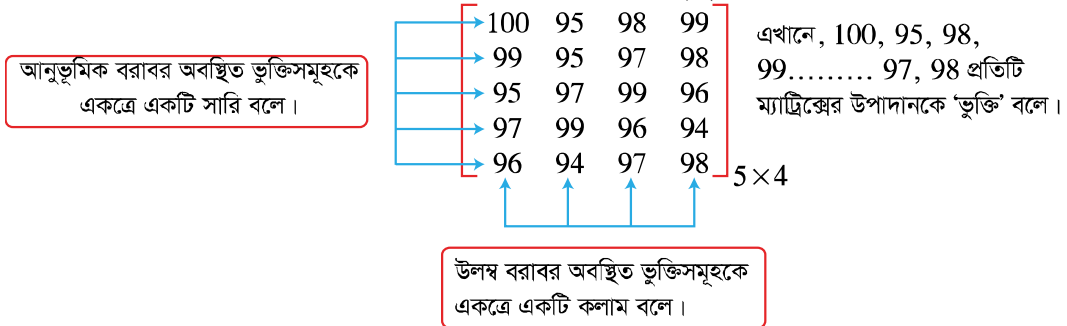 আনুভূমিক বরাবর অবস্থিত ভুক্তিসমূহকে
একত্রে একটি সারি বলে।
100 95 98 99
99 95 97 98
95 97 99 96
97 99 96 94
96 94 97 98
5×4
এখানে, 100, 95, 98,
99......... 97, 98 প্রতিটি
ম্যাট্রিক্সের উপাদানকে ‘ভুক্তি’ বলে।
উলম্ব বরাবর অবস্থিত ভুক্তিসমূহকে
একত্রে একটি কলাম বলে।